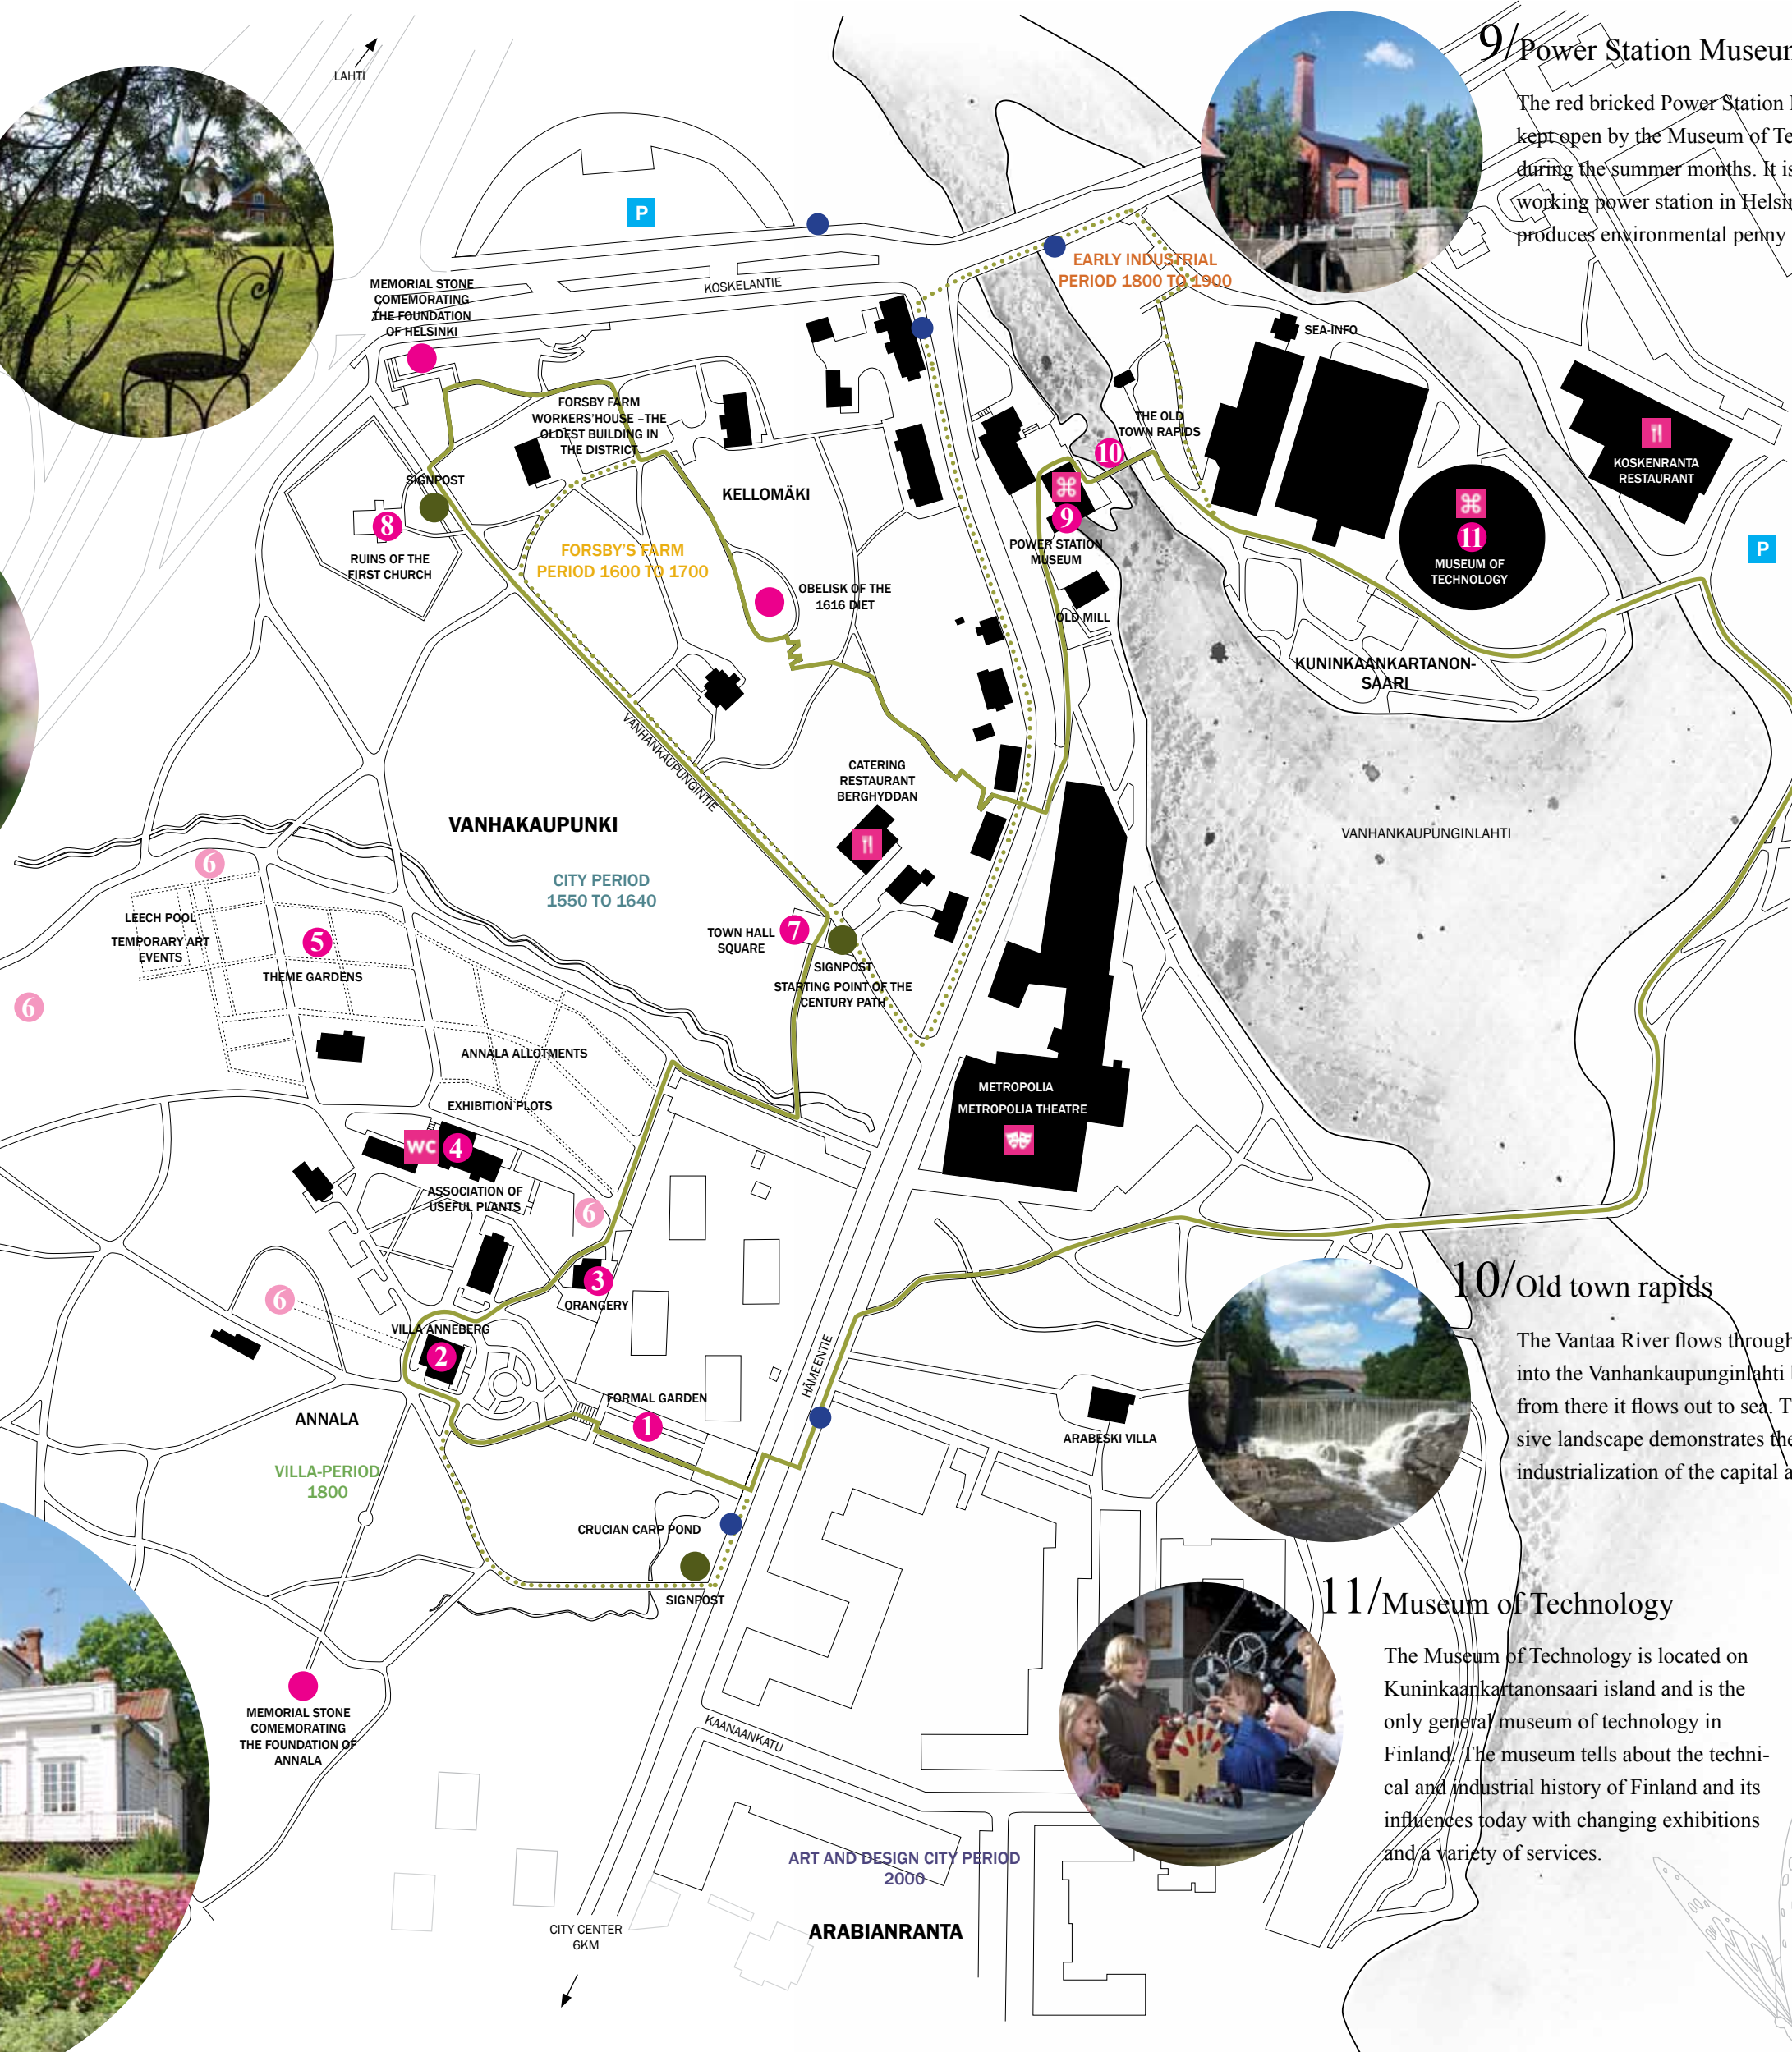 LAHTI
9/Power Station Museum
The red bricked Power Station
kept open by the Museum of
during the summer months. It is
working power station in
produces environmental penny
P
KOSKELANTIE
EARLY INDUSTRIAL
PERIOD 1800 TO 1900
MEMORIAL STONE
COMEMORATING
THE FOUNDATION
OF HELSINKI
SEA-INFO
FORSBY FARM
WORKERS'HOUSE –THE
OLDEST BUILDING IN
THE DISTRICT
THE OLD
TOWN RAPIDS
10
KOSKENRANTA
RESTAURANT
SIGNPOST
KELLOMÄKI
8
RUINS OF THE
FIRST CHURCH
9
POWER STATION
MUSEUM
11
MUSEUM OF
TECHNOLOGY
P
FORSBY'S FARM
PERIOD 1600 TO 1700
OBELISK OF THE
1616 DIET
OLD MILL
KUNINKAANKARTANON-
SAARI
VANHANKAUPUNGINTIE
CATERING
RESTAURANT
BERGHYDDAN
VANHAKAUPUNKI
VANHANKAUPUNGINLAHTI
6
CITY PERIOD
1550 TO 1640
LEECH POOL
TEMPORARY ART
EVENTS
5
THEME GARDENS
TOWN HALL
SQUARE
7
SIGNPOST
STARTING POINT OF THE
CENTURY PATH
6
ANNALA ALLOTMENTS
EXHIBITION PLOTS
METROPOLIA
METROPOLIA THEATRE
WC
4
ASSOCIATION OF
USEFUL PLANTS
6
3
ORANGERY
6
VILLA ANNEBERG
2
10/Old town rapids
The Vantaa River flows through
into the Vanhankaupunginlahti
from there it flows out to sea.
sive landscape demonstrates the
industrialization of the capital
HÄMEENTIE
FORMAL GARDEN
1
ANNALA
ARABESKI VILLA
VILLA-PERIOD
1800
CRUCIAN CARP POND
SIGNPOST
11/Museum of Technology
The Museum of Technology is located on
Kuninkaankartanonsaari island and is the
only general museum of technology in
Finland. The museum tells about the techni-
cal and industrial history of Finland and its
influences today with changing exhibitions
and a variety of services.
MEMORIAL STONE
COMEMORATING
THE FOUNDATION OF
ANNALA
KAANAANKATU
ART AND DESIGN CITY PERIOD
2000
CITY CENTER
6KM
ARABIANRANTA